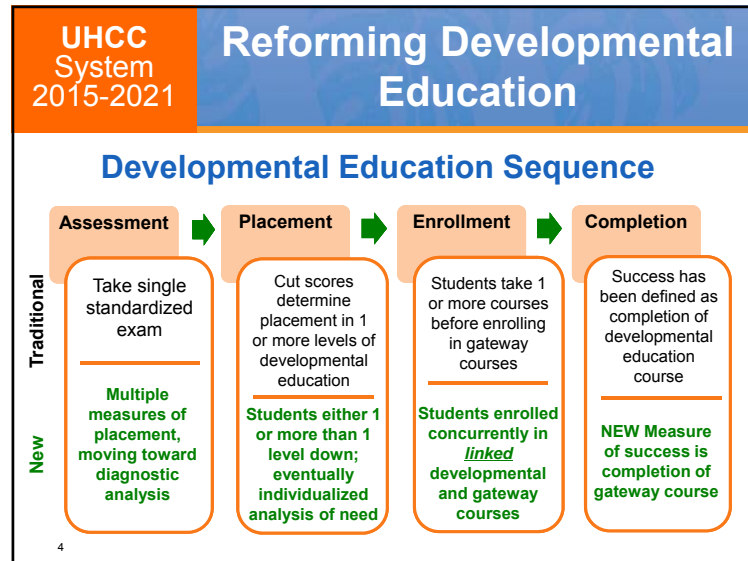 UHCC
System
2015-2021
Reforming Developmental
Education
Developmental Education Sequence
Assessment
Placement
Enrollment
Completion
Traditional
Take single
standardized
exam
Cut scores
determine
placement in 1
or more levels of
developmental
education
Students take 1
or more courses
before enrolling
in gateway
courses
Success has
been defined as
completion of
developmental
education
course
New
Multiple
measures of
placement,
moving toward
diagnostic
analysis
Students either 1
or more than 1
level down;
eventually
individualized
analysis of need
Students enrolled
concurrently in
linked
developmental
and gateway
courses
NEW Measure
of success is
completion of
gateway course
4